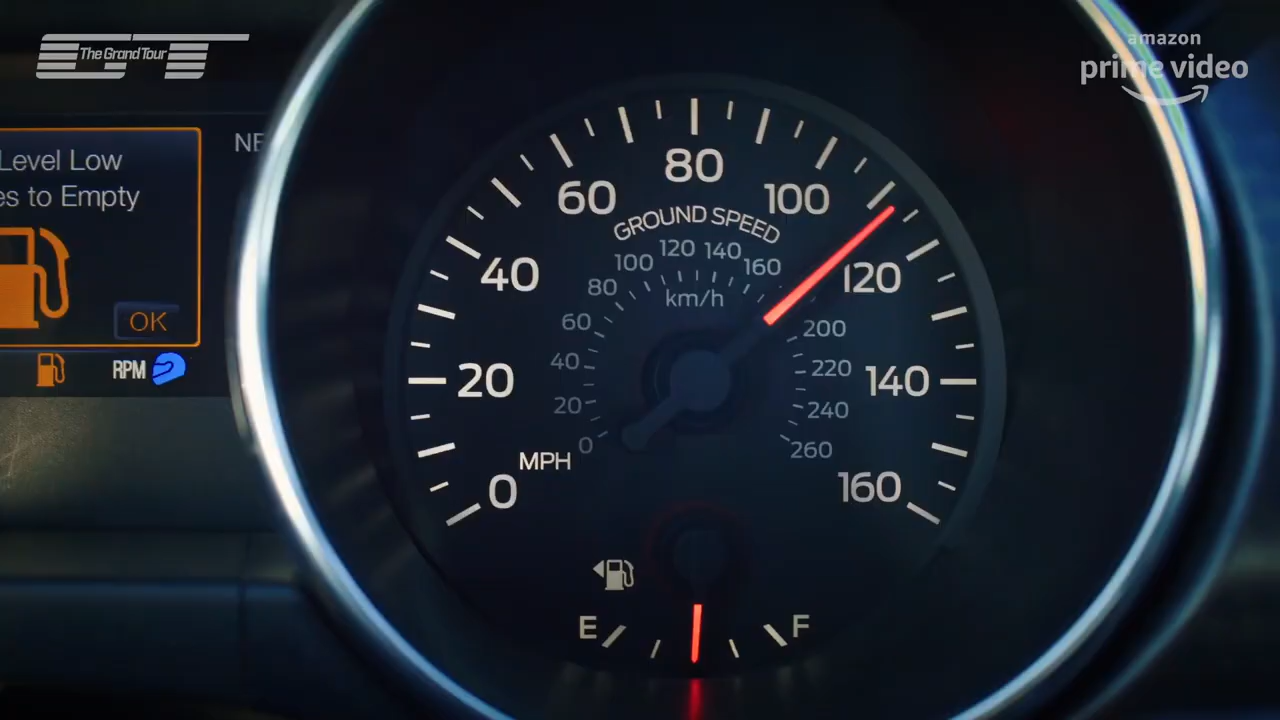 The Grand Tour
amazon
prime video
Level Low
es to Empty
OK
RPM
NE
GROUND SPEED
km/h
MPH
0
20
40
60
80
100
120
140
160
0
20
40
60
80
100
120
140
160
200
220
240
260
E
F